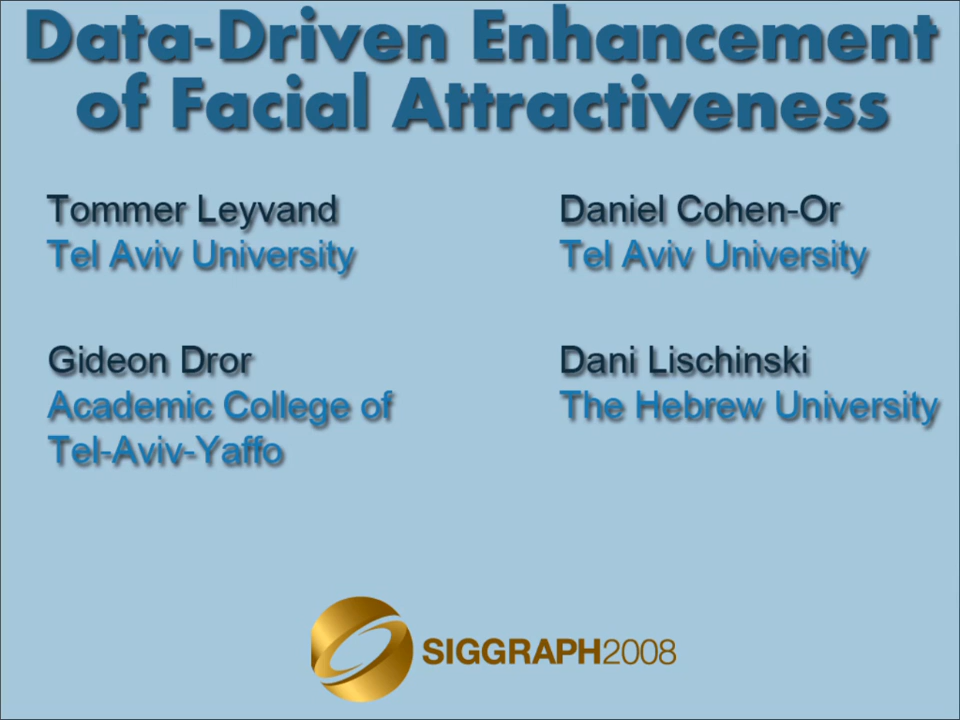 Data-Driven Enhancement
of Facial Attractiveness
Tommer Leyvand
Tel Aviv University
Daniel Cohen-Or
Tel Aviv University
Gideon Dror
Academic College of
Tel-Aviv-Yaffo
Dani Lischinski
The Hebrew University
SIGGRAPH2008